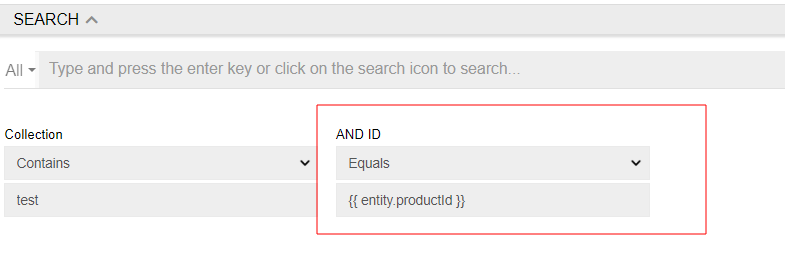 SEARCH
All
Type and press the enter key or click on the search icon to search...
Collection
Contains
test
AND ID
Equals
{{ entity.productId }}